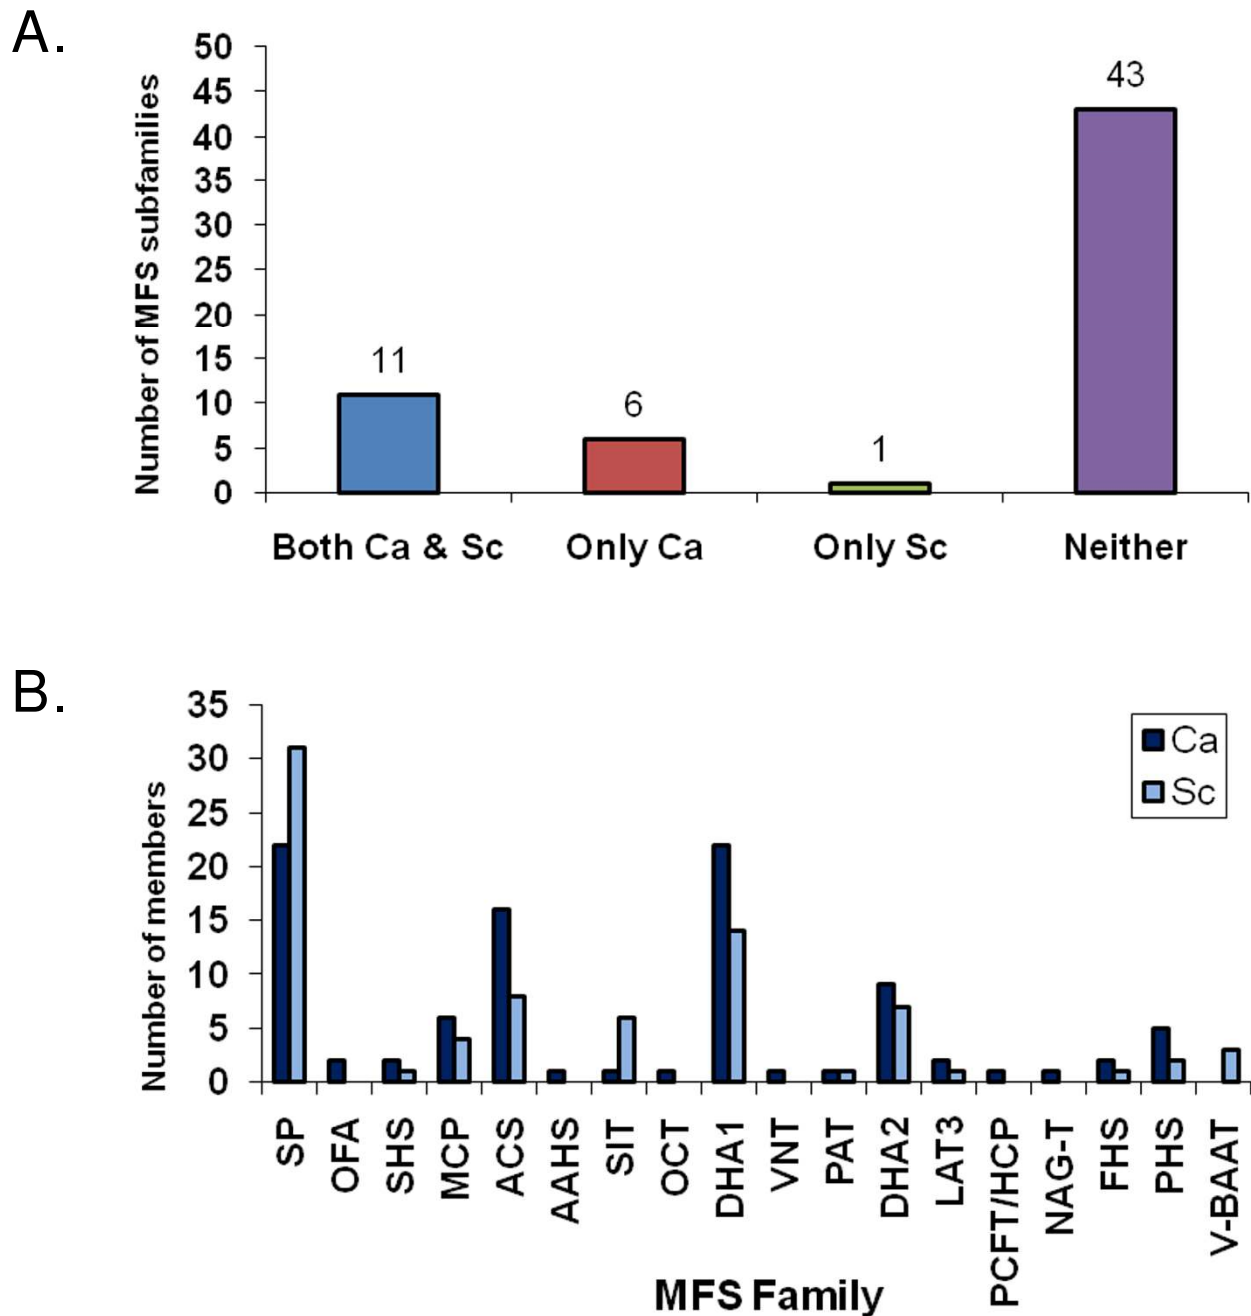 A.
Number of MFS subfamilies
50
45
40
35
30
25
20
15
10
5
0
11
6
1
43
Both Ca & Sc
Only Ca
Only Sc
Neither
B.
Number of members
35
30
25
20
15
10
5
0
Ca
Sc
SP
OFA
SHS
MCP
ACS
AAHS
SIT
OCT
DHA1
VNT
PAT
DHA2
LAT3
PCFT/HCP
NAG-T
FHS
PHS
V-BAAT
MFS Family